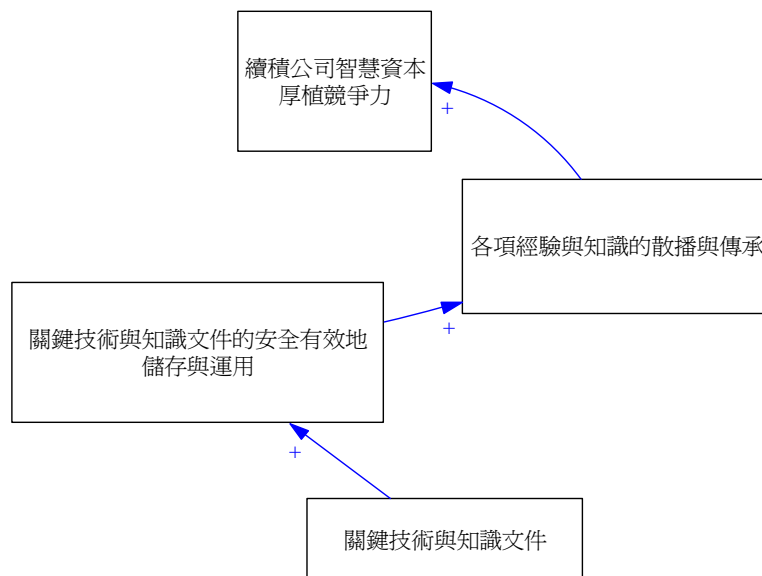 續積公司智慧資本
厚植競爭力
+
各項經驗與知識的散播與傳承
+
關鍵技術與知識文件的安全有效地
儲存與運用
+
關鍵技術與知識文件